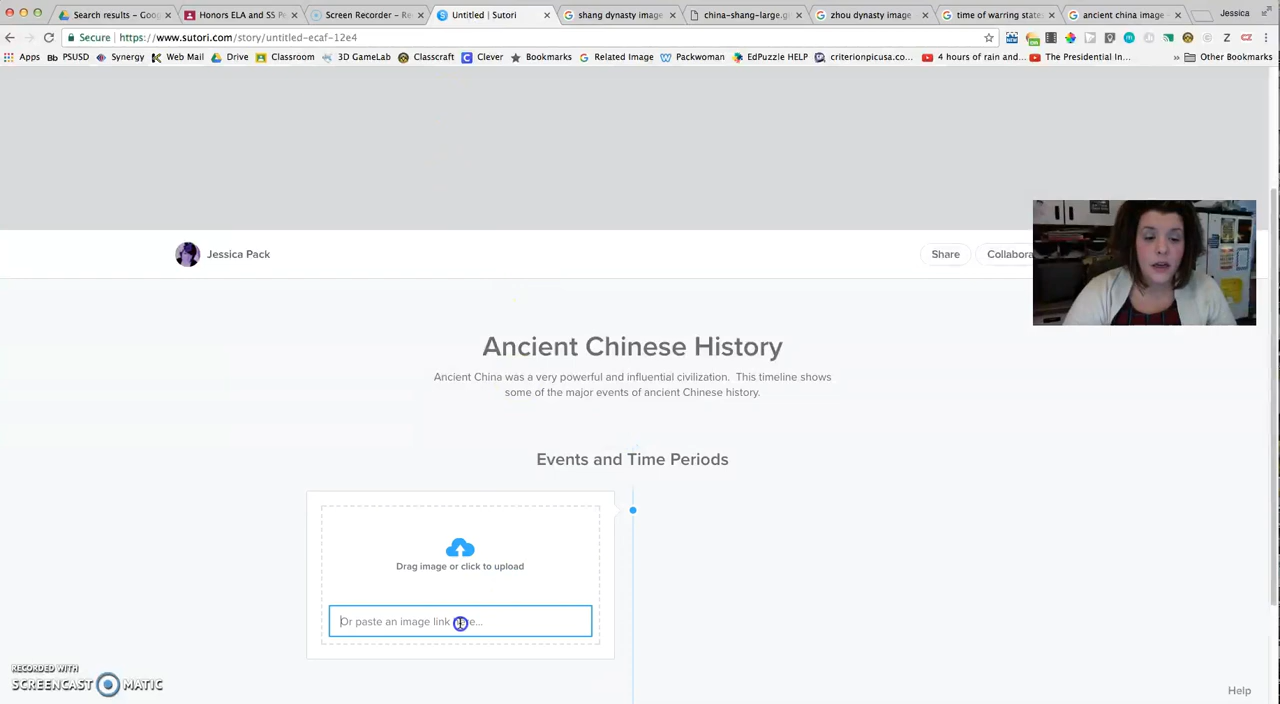 Search results – Goog
Honors ELA and SS Pe
Screen Recorder – Re
Untitled | Sutori
shang dynasty image
china-shang-large.gi
zhou dynasty image
time of warring state
ancient china image -
Jessica
Secure | https://www.sutori.com/story/untitled-ecaf-12e4
Apps
Bb PSUSD
Synergy
Web Mail
Drive
Classroom
3D GameLab
Classcraft
Clever
Bookmarks
Related Image
Packwoman
EdPuzzle HELP
criterionpicusa.co...
4 hours of rain and...
The Presidential In...
» Other Bookmarks
Jessica Pack
Share
Collabora
Ancient Chinese History
Ancient China was a very powerful and influential civilization. This timeline shows
some of the major events of ancient Chinese history.
Events and Time Periods
Drag image or click to upload
Or paste an image link
RECORDED WITH
SCREENCAST MATIC
Help